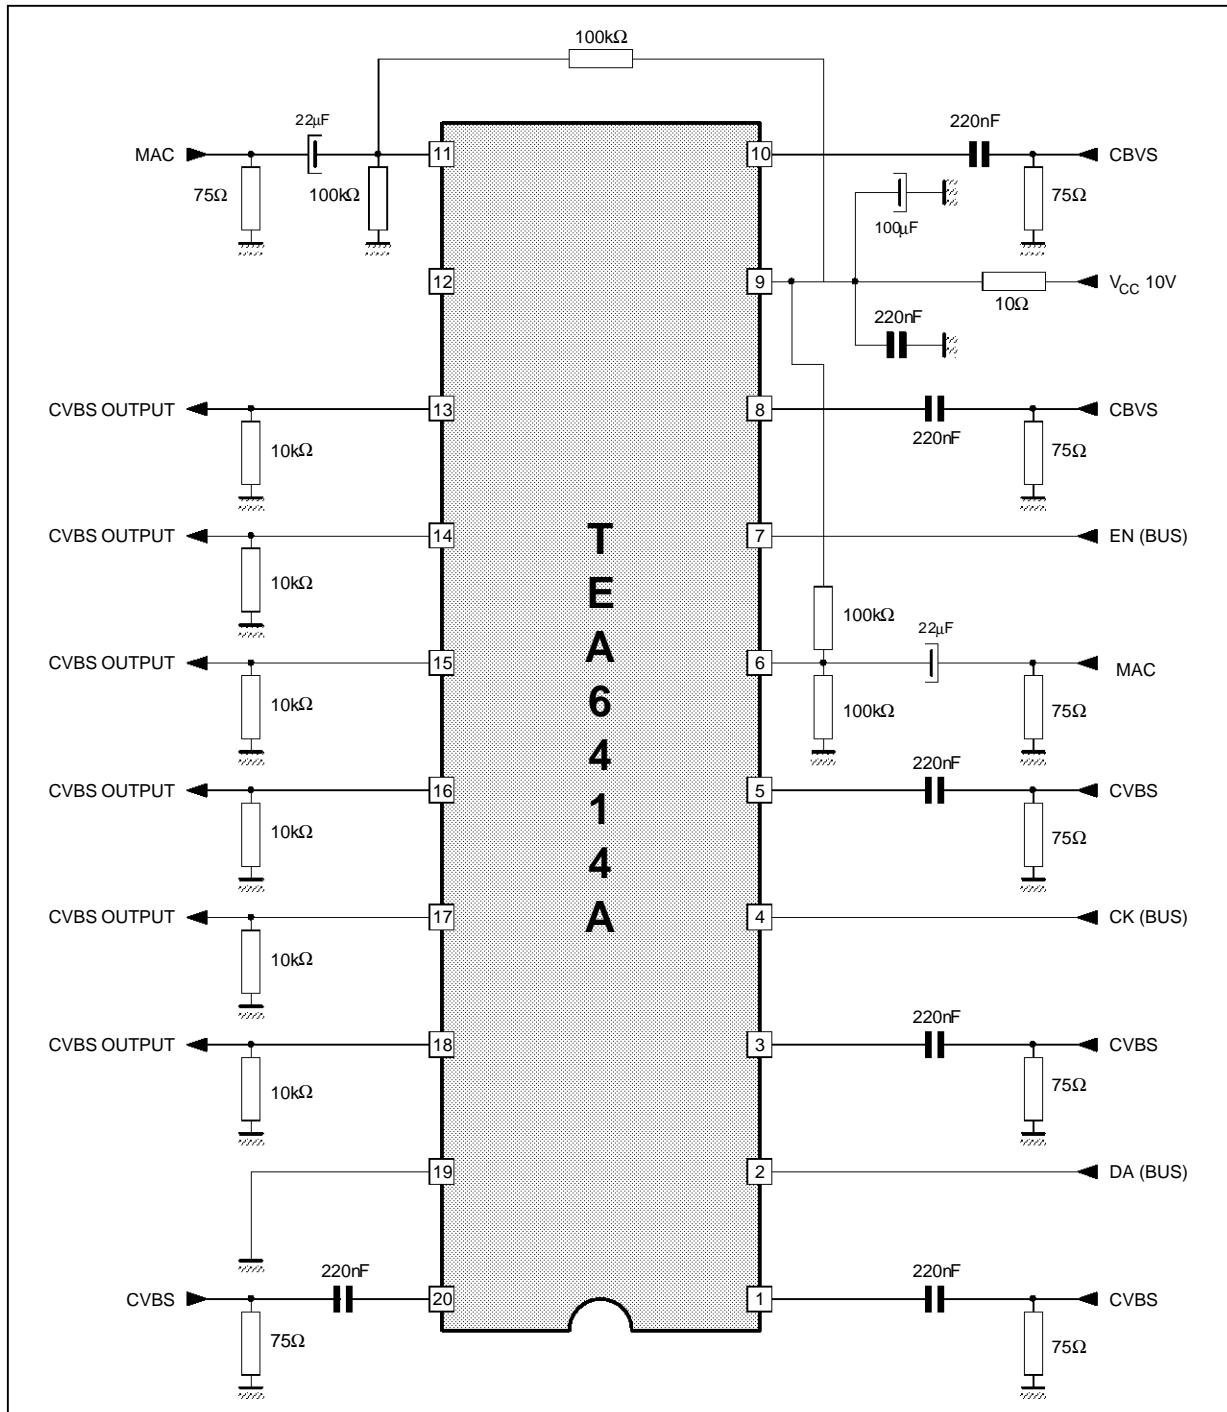 100kΩ
22μF
220nF
MAC
11
10
CBVS
75Ω
100kΩ
100μF
75Ω
12
9
VCC 10V
10Ω
220nF
CVBS OUTPUT
13
8
CBVS
10kΩ
220nF
75Ω
CVBS OUTPUT
14
7
EN (BUS)
10kΩ
TEA6414A
100kΩ
22μF
CVBS OUTPUT
15
6
MAC
10kΩ
100kΩ
75Ω
220nF
CVBS OUTPUT
16
5
CVBS
10kΩ
75Ω
CVBS OUTPUT
17
4
CK (BUS)
10kΩ
220nF
CVBS OUTPUT
18
3
CVBS
10kΩ
75Ω
19
2
DA (BUS)
220nF
220nF
CVBS
20
1
CVBS
75Ω
75Ω